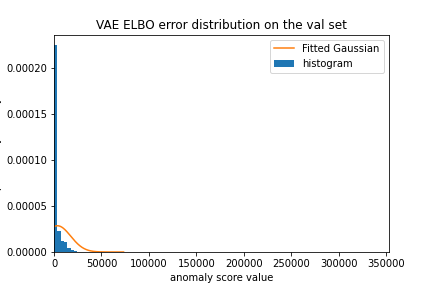 VAE ELBO error distribution on the val set
Fitted Gaussian
histogram
0.00020
0.00015
0.00010
0.00005
0.00000
0 50000 100000 150000 200000 250000 300000 350000
anomaly score value